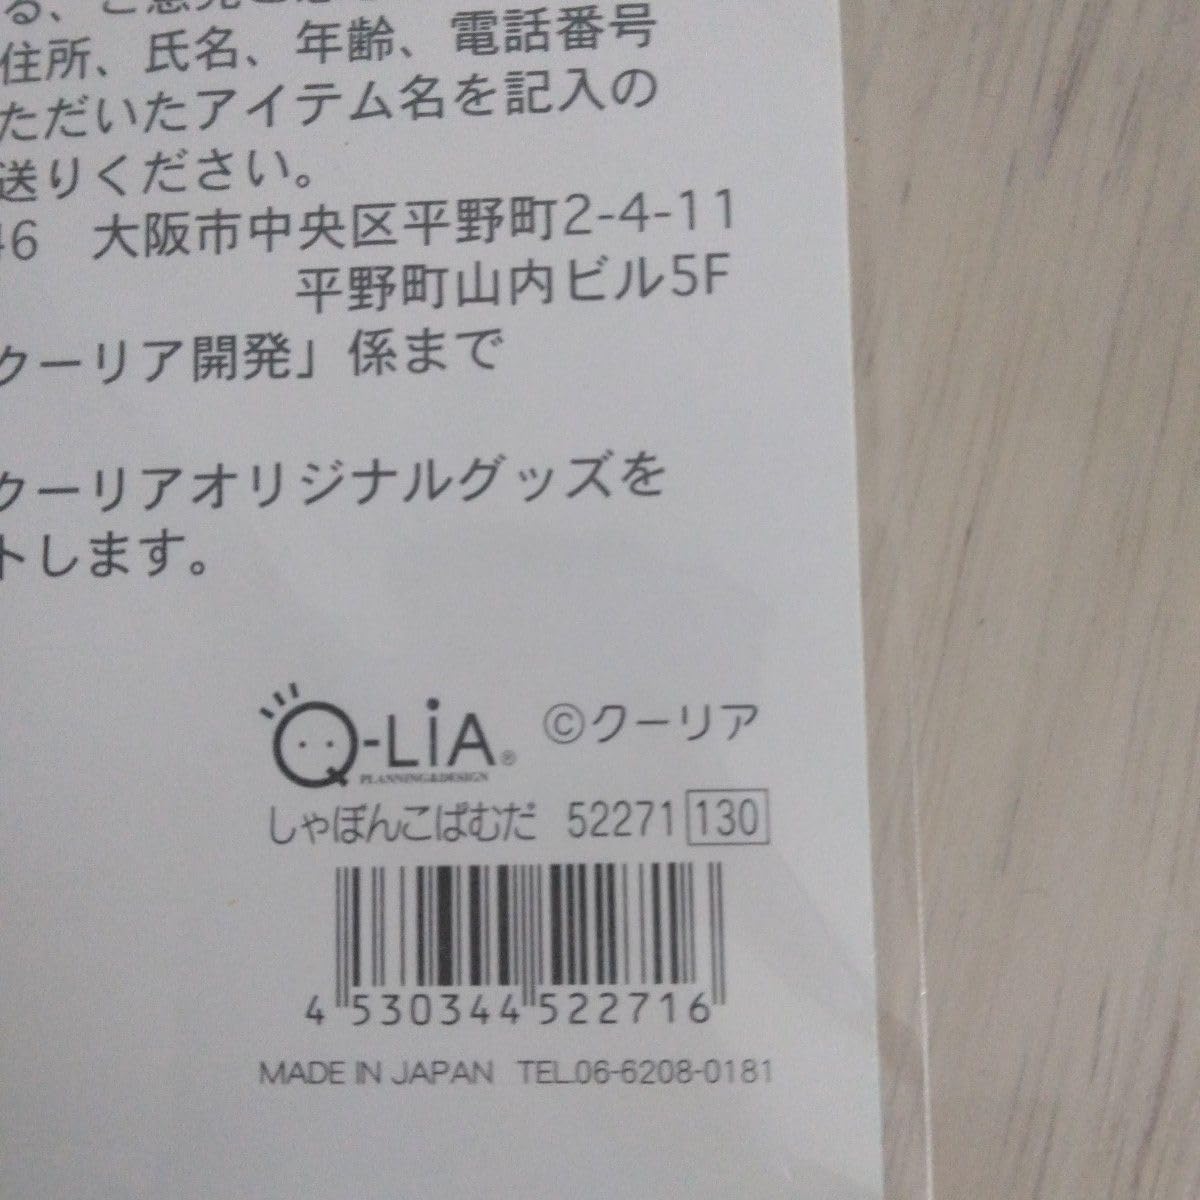 住所、氏名、年齢、電話番号
ただいたアイテム名を記入の
送りください。
46 大阪市中央区平野町2-4-11
平野町山内ビル5F
クーリア開発」係まで
クーリアオリジナルグッズを
トします。
Q-LiA® ©クーリア
PLANNING&DESIGN
しゃぼんこぱむだ 52271 130
4 530344 522716
MADE IN JAPAN TEL.06-6208-0181